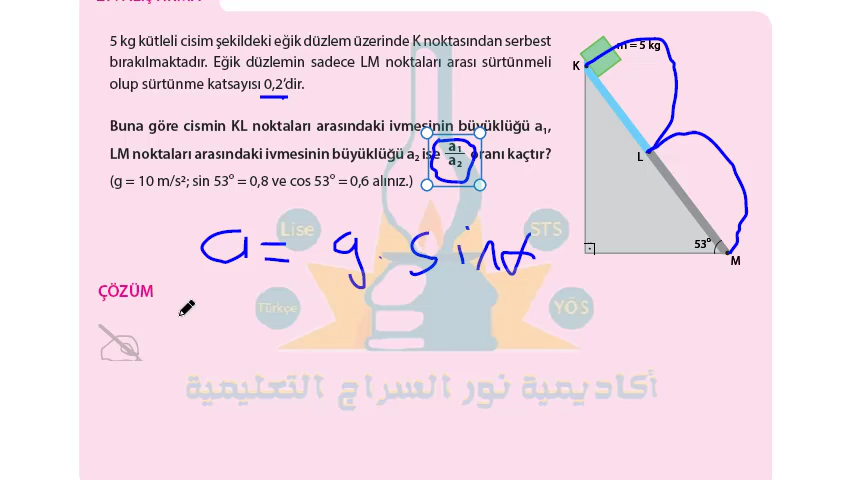 m = 5 kg
5 kg kütleli cisim şekildeki eğik düzlem üzerinde K noktasından serbest
bırakılmaktadır. Eğik düzlemin sadece LM noktaları arası sürtünmeli
olup sürtünme katsayısı 0,2'dir.
K
Buna göre cismin KL noktaları arasındaki ivmesinin büyüklüğü a₁,
LM noktaları arasındaki ivmesinin büyüklüğü a₂ ise a₁/a₂ oranı kaçtır?
(g = 10 m/s²; sin 53° = 0,8 ve cos 53° = 0,6 alınız.)
L
53°
M
a = g. sinα
Lise
STS
ÇÖZÜM
Türkçe
YÖS
أكاديمية نور السراج التعليمية